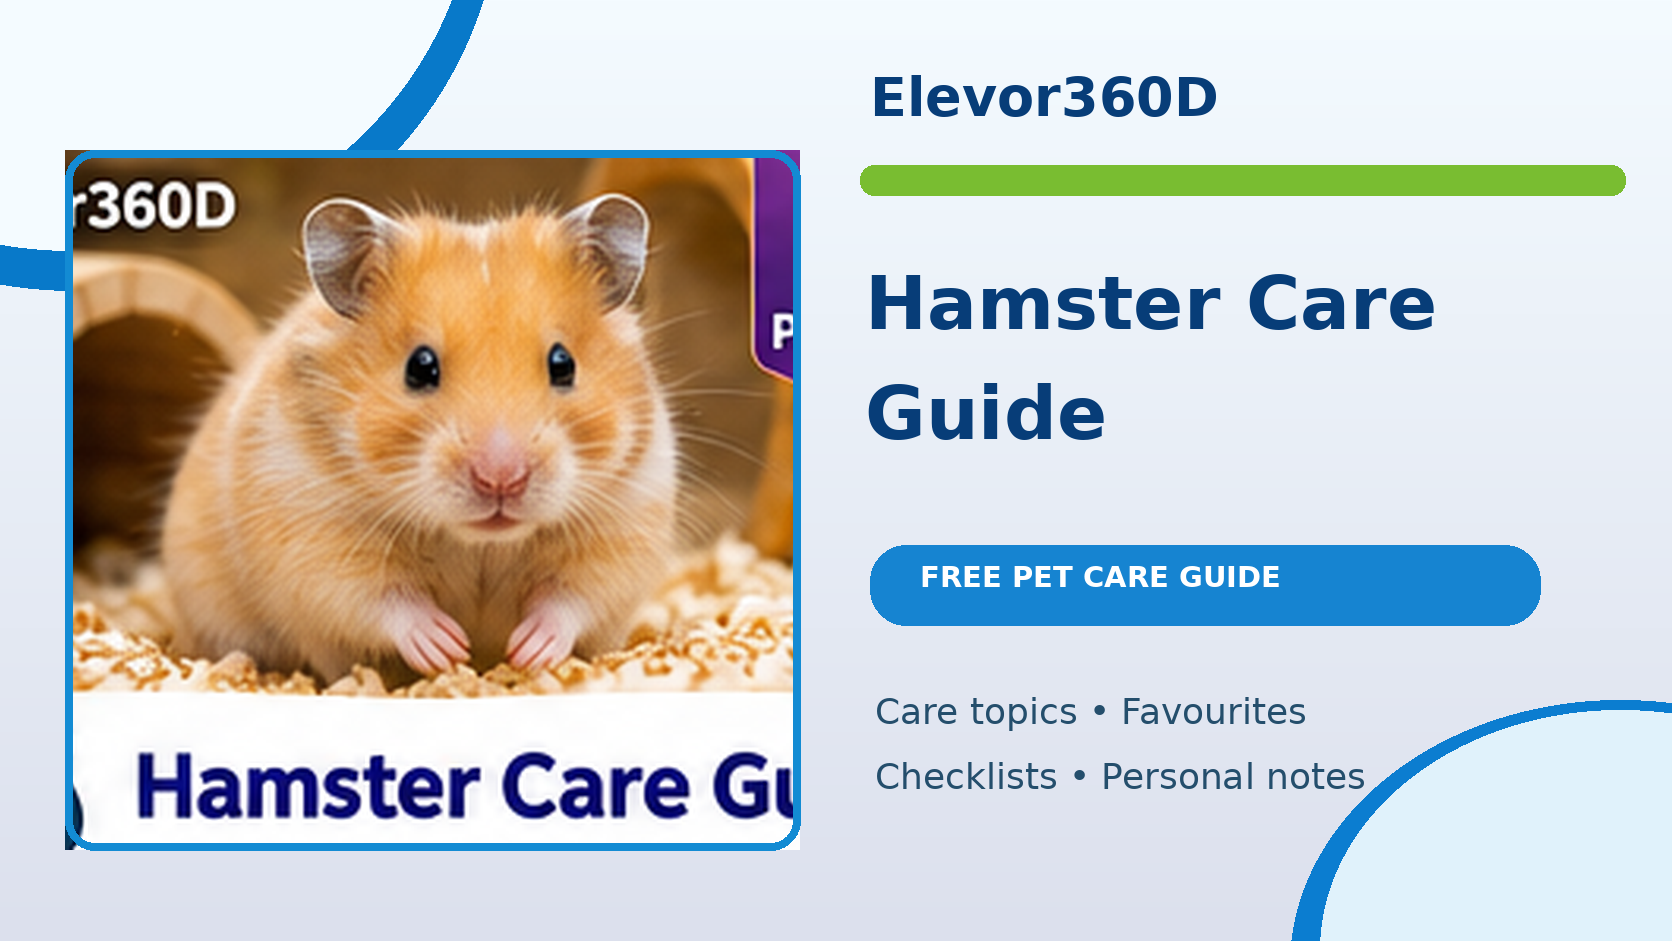 Elevor360D
Hamster Care
Guide
FREE PET CARE GUIDE
Care topics • Favourites
Checklists • Personal notes
r360D
P
Hamster Care Gu